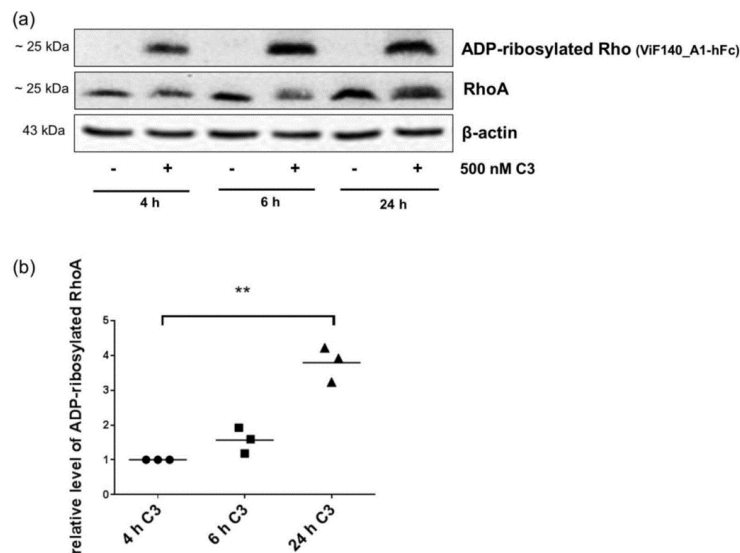 (a)
~ 25 kDa ADP-ribosylated Rho (ViF140_A1-hFc)
~ 25 kDa RhoA
43 kDa β-actin
- + - + - + 500 nM C3
4 h 6 h 24 h
(b)
relative level of ADP-ribosylated RhoA
**
5
4
3
2
1
0
4 h C3 6 h C3 24 h C3